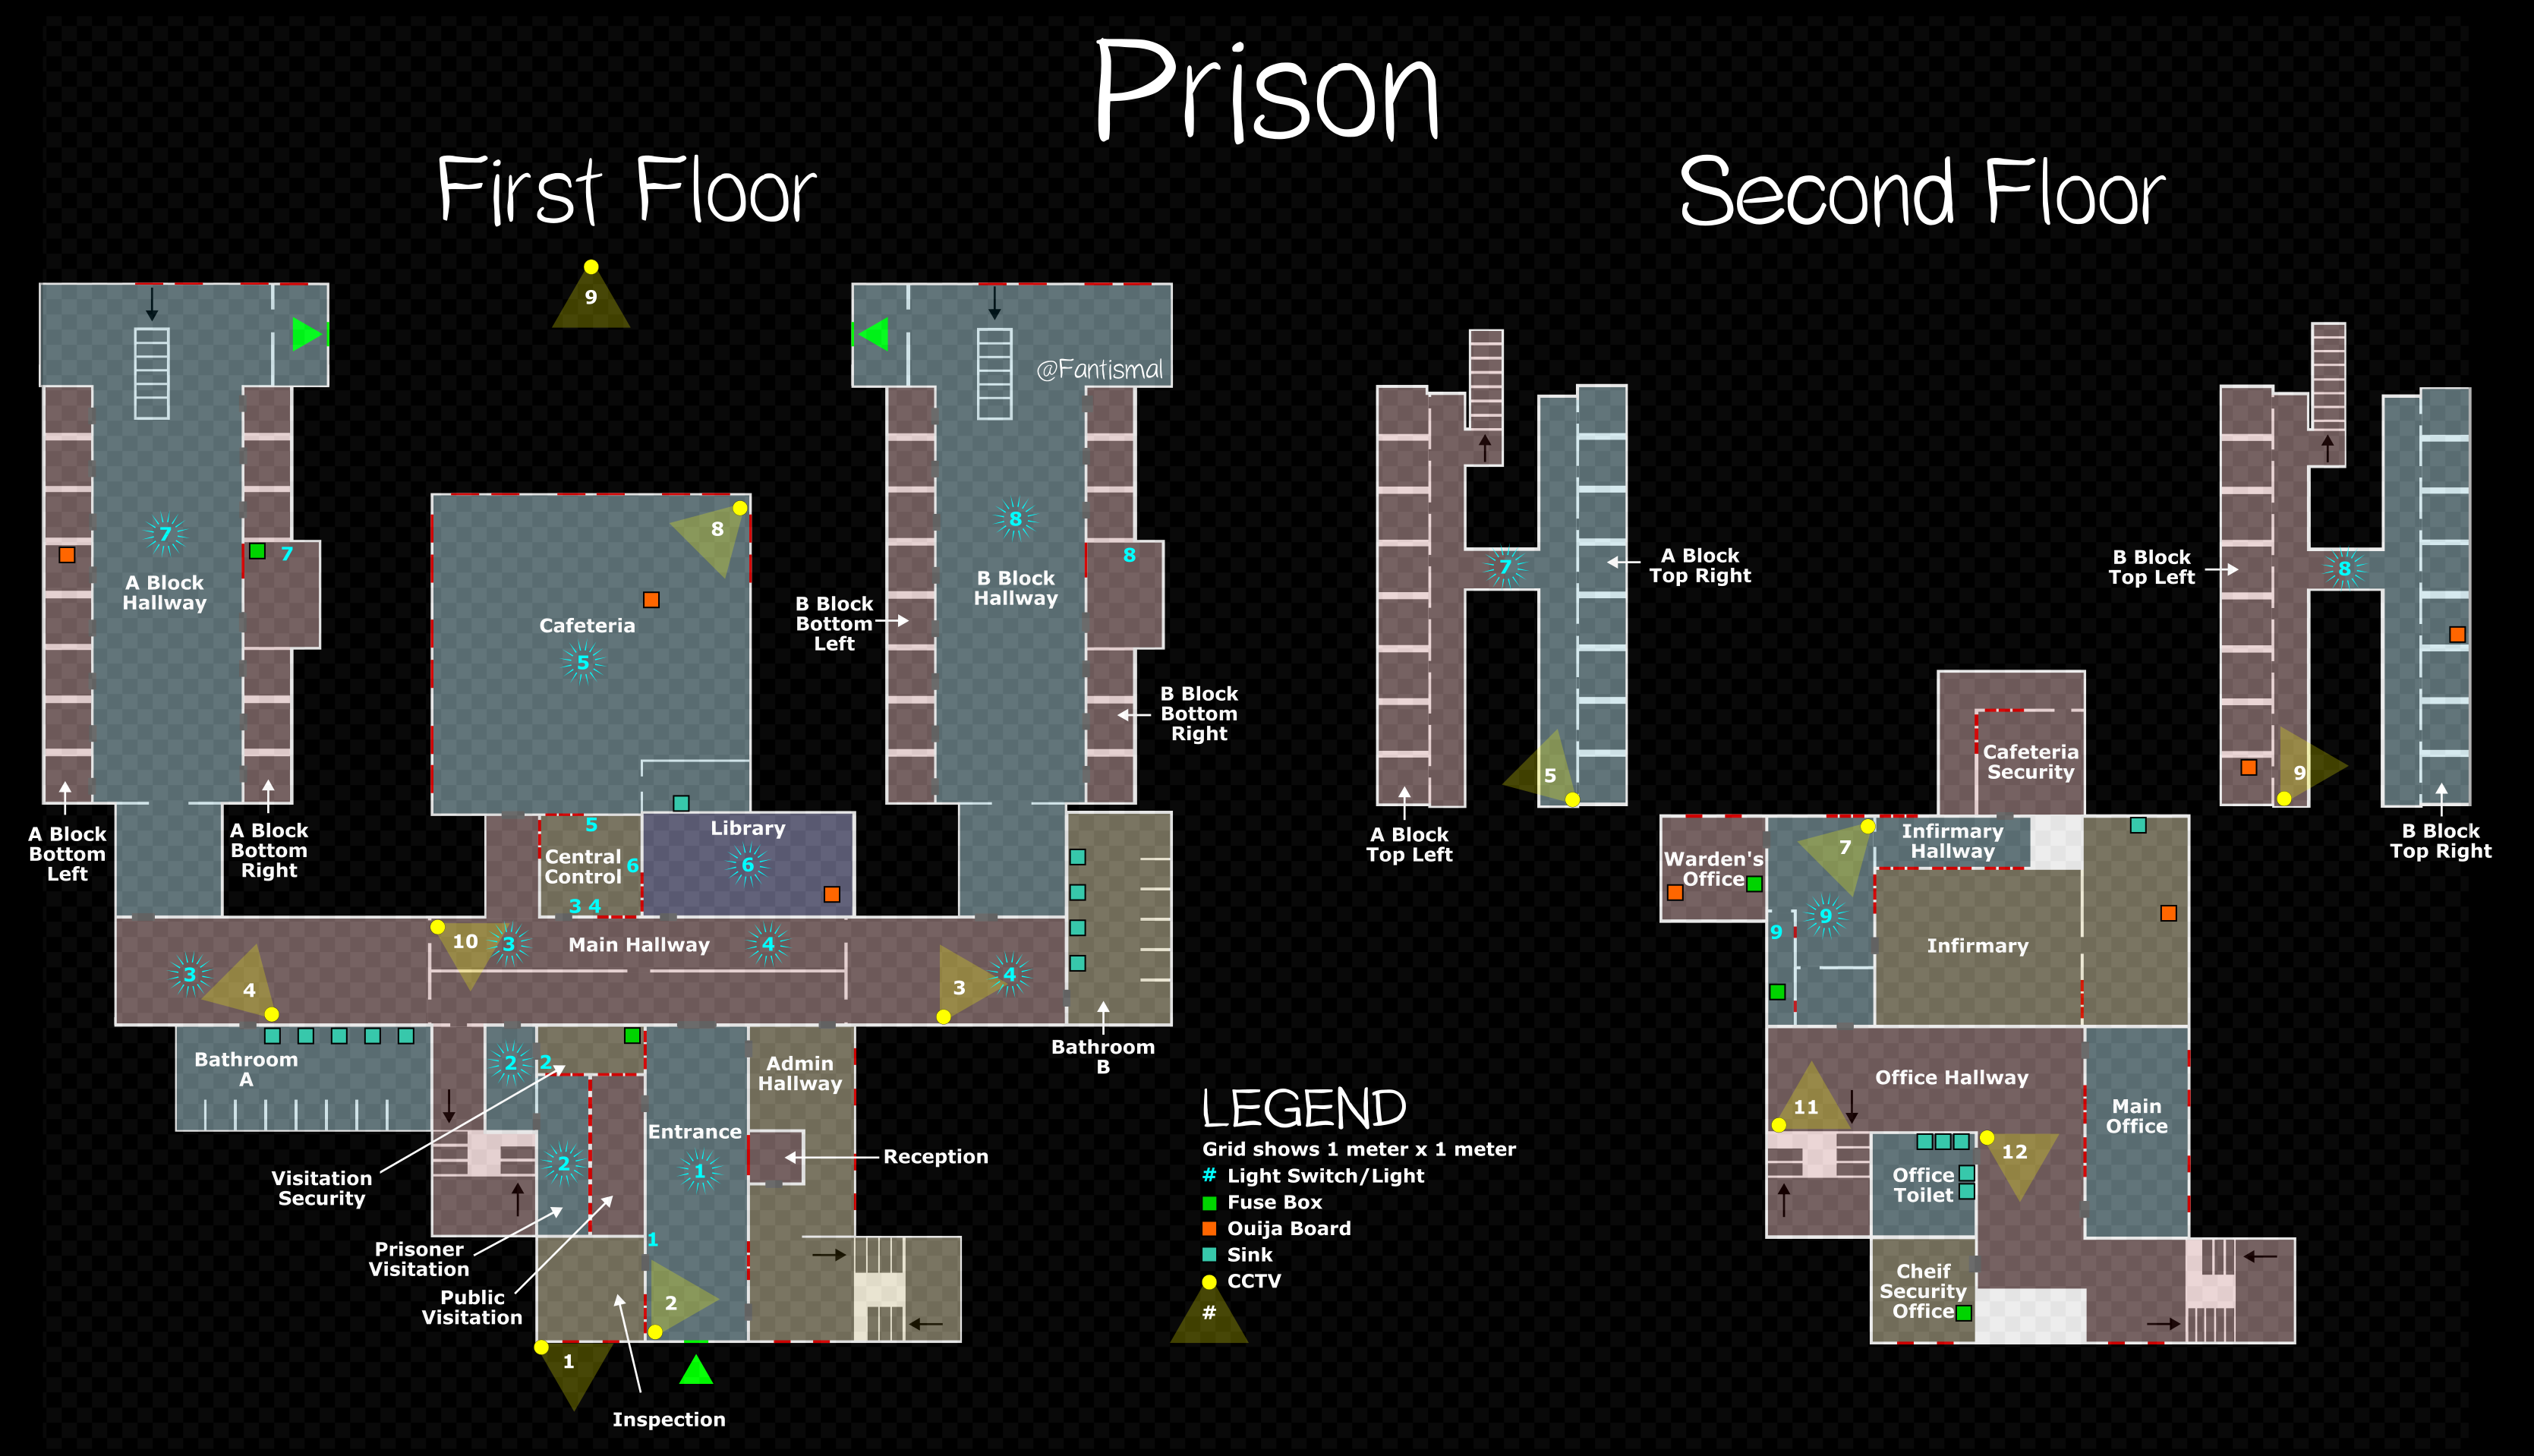 Prison
First Floor
Second Floor
9
@Fantismal
8
7
7
A Block
Hallway
8
B Block
Hallway
8
B Block
Bottom
Left
Cafeteria
5
B Block
Bottom
Right
7
A Block
Top Right
5
A Block
Top Left
B Block
Top Left
8
9
B Block
Top Right
Cafeteria
Security
A Block
Bottom
Left
A Block
Bottom
Right
5
Central
Control
6
3 4
Library
6
10
3
Main Hallway
4
3
4
3
4
Bathroom
A
Bathroom
B
2
2
2
Admin
Hallway
Entrance
1
1
Reception
Visitation
Security
Prisoner
Visitation
Public
Visitation
2
1
Inspection
Warden's
Office
7
9
9
Infirmary
Hallway
Infirmary
Office Hallway
11
Main
Office
12
Office
Toilet
Cheif
Security
Office
LEGEND
Grid shows 1 meter x 1 meter
# Light Switch/Light
Fuse Box
Ouija Board
Sink
CCTV
#